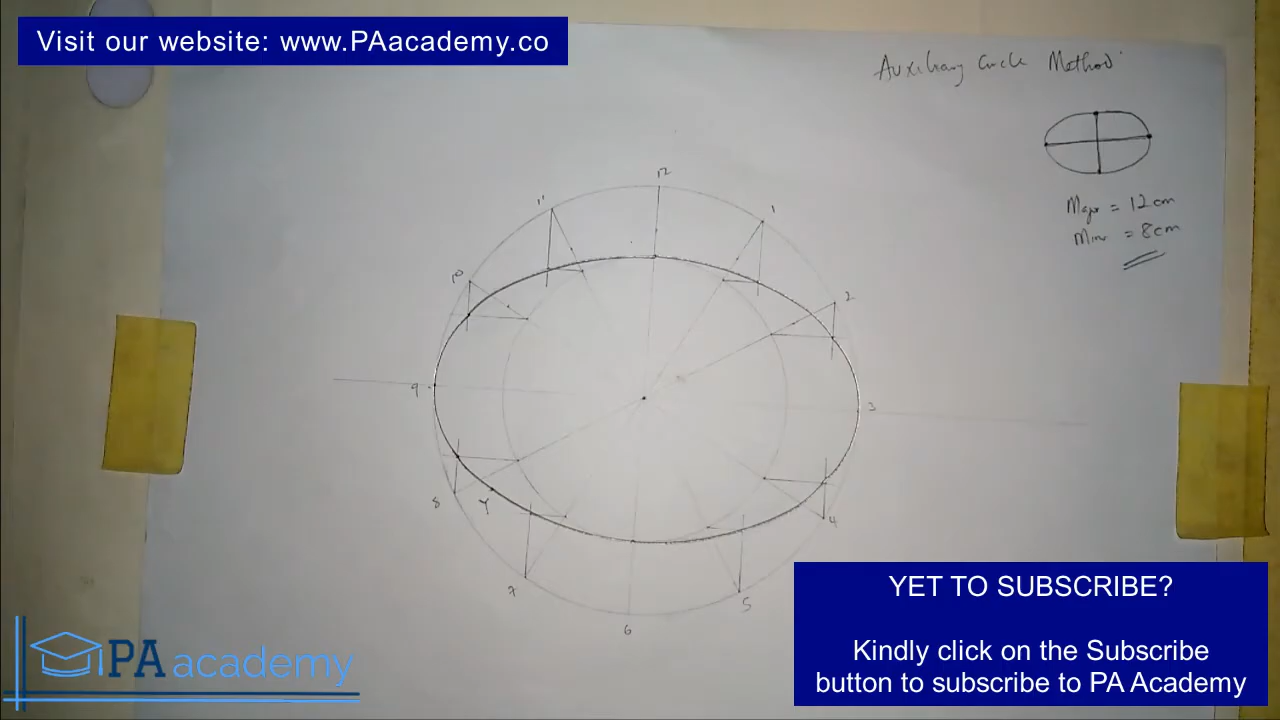 Visit our website: www.PAacademy.co
Auxiliary Circle Method
Major = 12cm
Minor = 8cm
12
11
1
10
2
9
3
8
Y
4
7
5
6
YET TO SUBSCRIBE?
Kindly click on the Subscribe
button to subscribe to PA Academy
PA academy